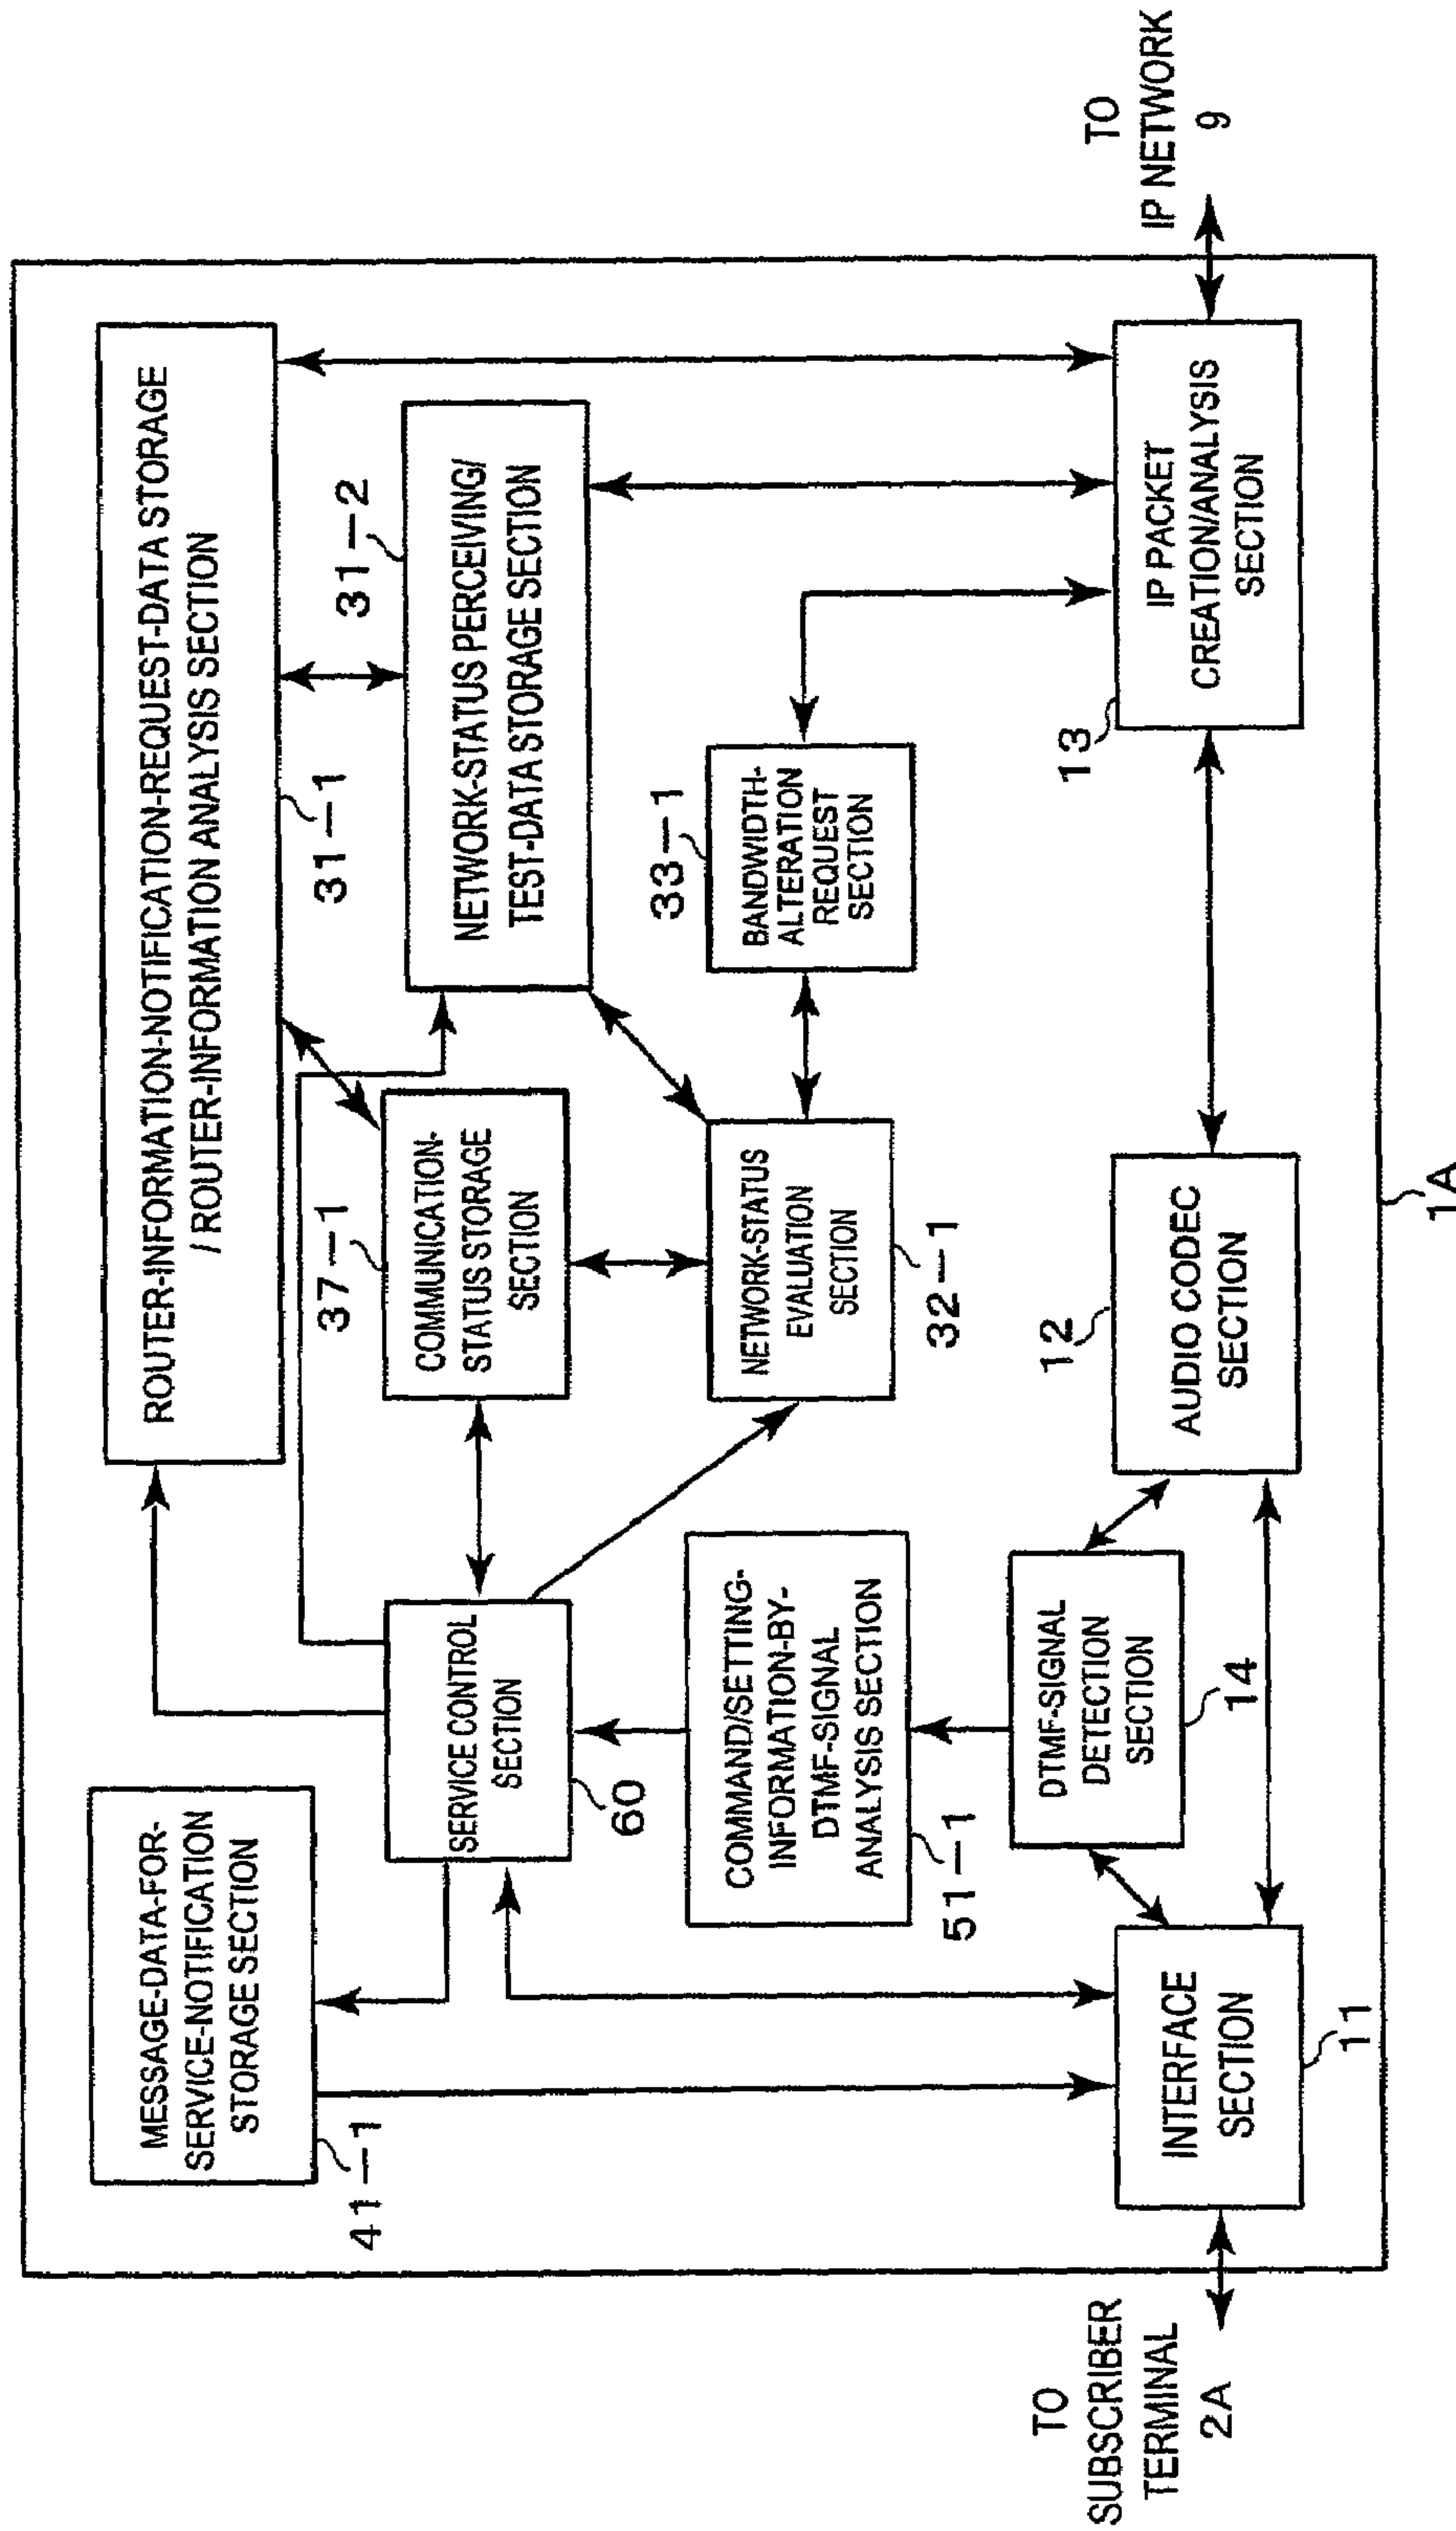 ROUTER-INFORMATION-NOTIFICATION-REQUEST-DATA STORAGE
/ ROUTER-INFORMATION ANALYSIS SECTION
31-1
MESSAGE-DATA-FOR-
SERVICE-NOTIFICATION
STORAGE SECTION
41-1
SERVICE CONTROL
SECTION
60
COMMUNICATION-
STATUS STORAGE
SECTION
37-1
NETWORK-STATUS PERCEIVING/
TEST-DATA STORAGE SECTION
31-2
COMMAND/SETTING-
INFORMATION-BY-
DTMF-SIGNAL
ANALYSIS SECTION
51-1
NETWORK-STATUS
EVALUATION
SECTION
32-1
BANDWIDTH-
ALTERATION
REQUEST
SECTION
33-1
DTMF-SIGNAL
DETECTION
SECTION
14
INTERFACE
SECTION
11
AUDIO CODEC
SECTION
12
IP PACKET
CREATION/ANALYSIS
SECTION
13
TO
SUBSCRIBER
TERMINAL
2A
TO
IP NETWORK
9
1A